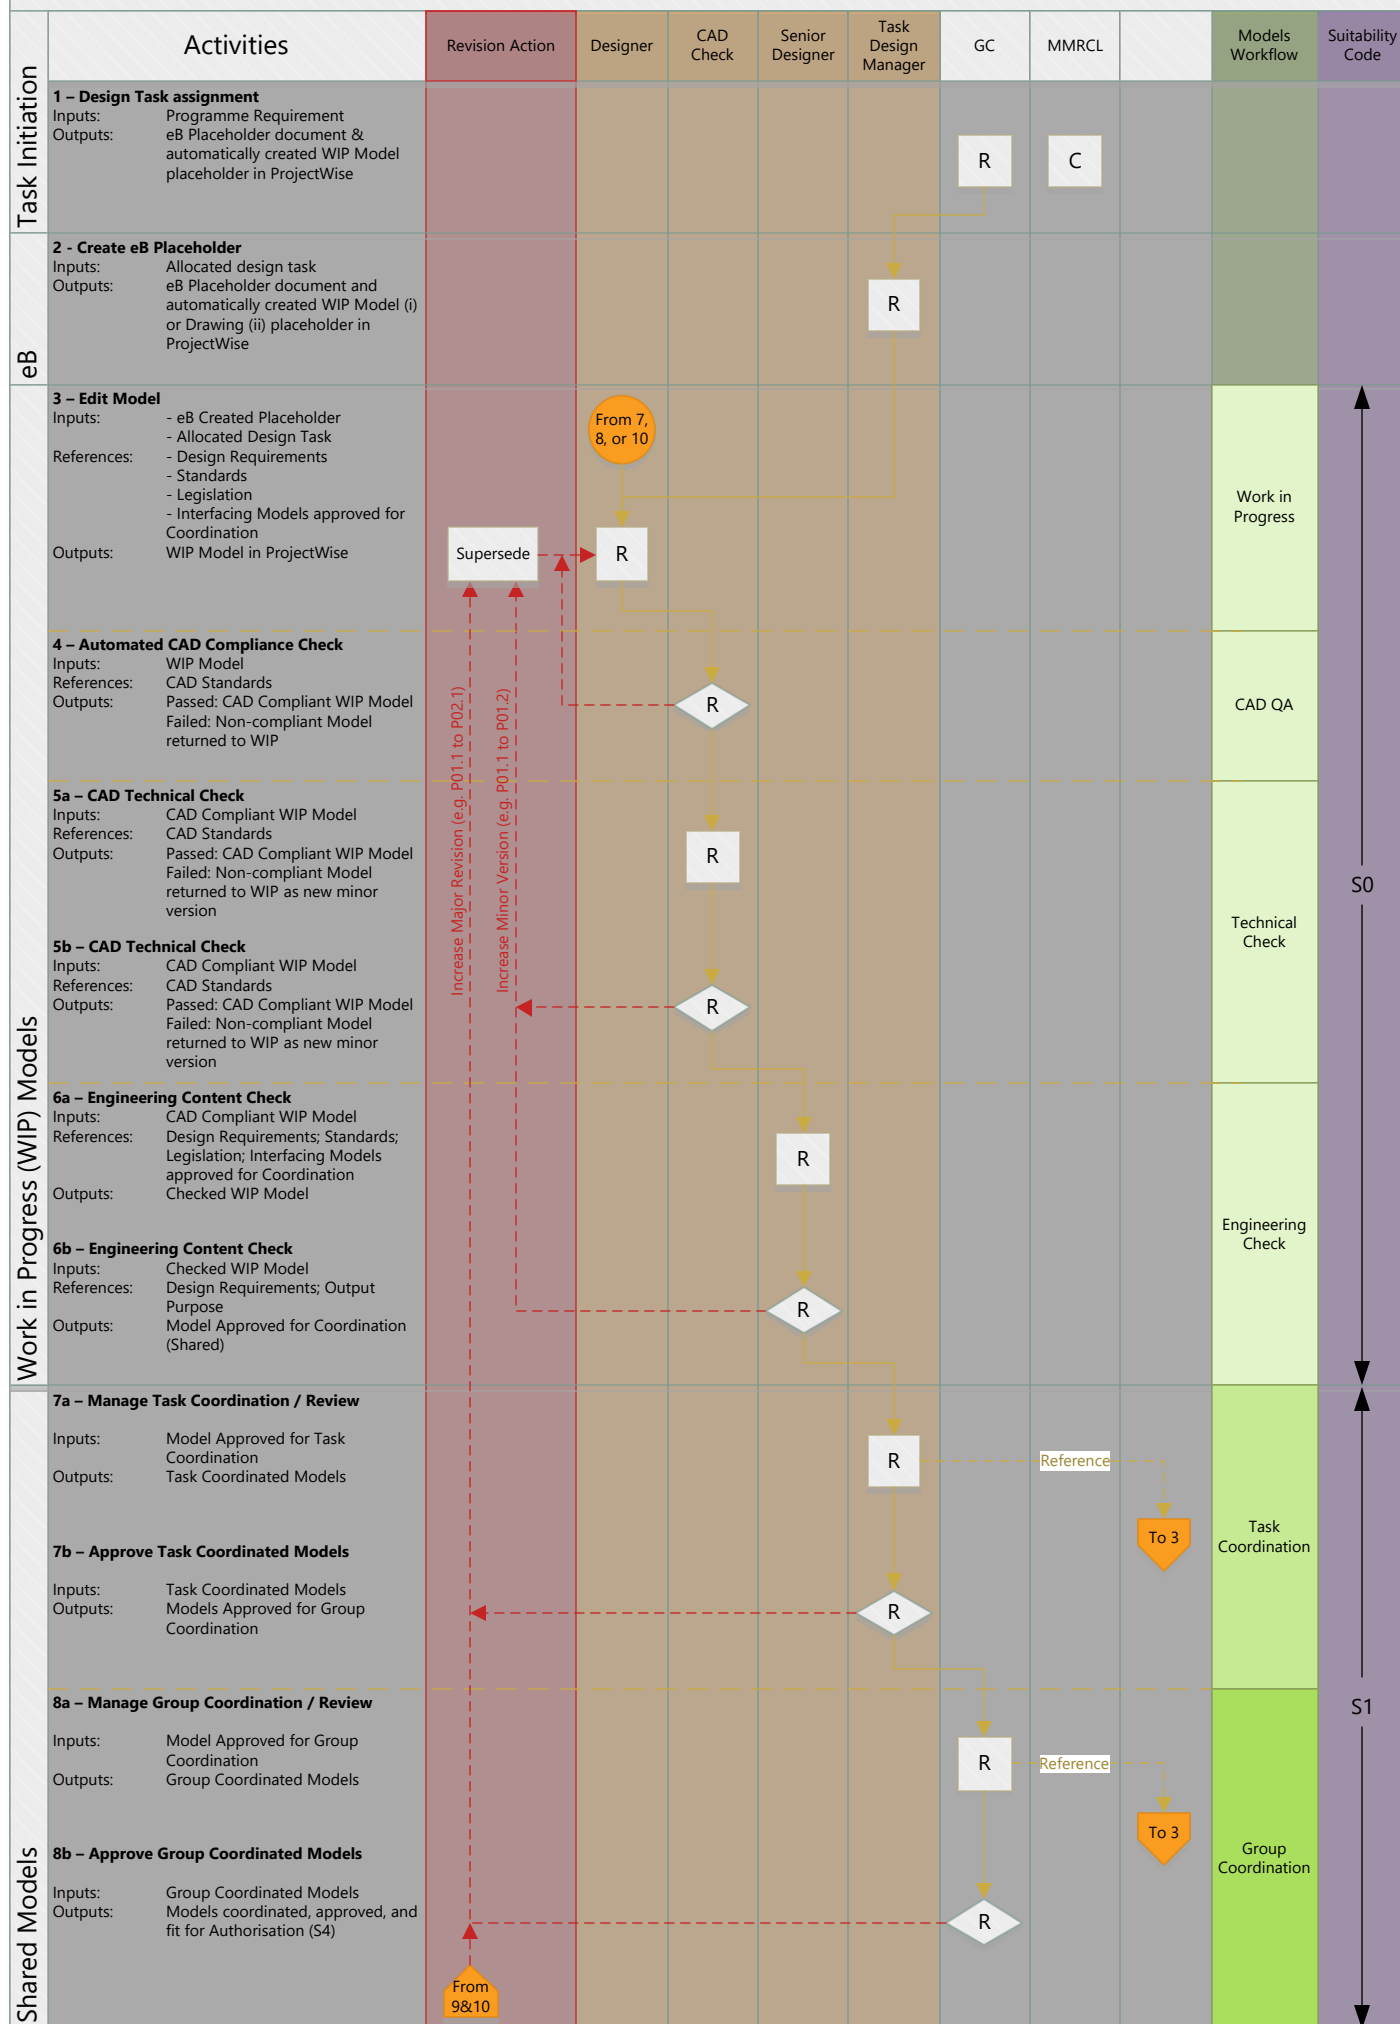 Activities
Revision Action
Designer
CAD
Check
Senior
Designer
Task
Design
Manager
GC
MMRCL
Models
Workflow
Suitability
Code
Task Initiation
1 – Design Task assignment
Inputs: Programme Requirement
Outputs: eB Placeholder document &
automatically created WIP Model
placeholder in ProjectWise
R
C
eB
2 - Create eB Placeholder
Inputs: Allocated design task
Outputs: eB Placeholder document and
automatically created WIP Model (i)
or Drawing (ii) placeholder in
ProjectWise
R
Work in Progress (WIP) Models
3 – Edit Model
Inputs: - eB Created Placeholder
- Allocated Design Task
References: - Design Requirements
- Standards
- Legislation
- Interfacing Models approved for
Coordination
Outputs: WIP Model in ProjectWise
From 7,
8, or 10
Supersede
R
Work in
Progress
4 – Automated CAD Compliance Check
Inputs: WIP Model
References: CAD Standards
Outputs: Passed: CAD Compliant WIP Model
Failed: Non-compliant Model
returned to WIP
Increase Major Revision (e.g. P01.1 to P02.1)
Increase Minor Version (e.g. P01.1 to P01.2)
R
CAD QA
5a – CAD Technical Check
Inputs: CAD Compliant WIP Model
References: CAD Standards
Outputs: Passed: CAD Compliant WIP Model
Failed: Non-compliant Model
returned to WIP as new minor
version
R
S0
5b – CAD Technical Check
Inputs: CAD Compliant WIP Model
References: CAD Standards
Outputs: Passed: CAD Compliant WIP Model
Failed: Non-compliant Model
returned to WIP as new minor
version
R
Technical
Check
6a – Engineering Content Check
Inputs: CAD Compliant WIP Model
References: Design Requirements; Standards;
Legislation; Interfacing Models
approved for Coordination
Outputs: Checked WIP Model
R
6b – Engineering Content Check
Inputs: Checked WIP Model
References: Design Requirements; Output
Purpose
Outputs: Model Approved for Coordination
(Shared)
R
Engineering
Check
Shared Models
7a – Manage Task Coordination / Review
Inputs: Model Approved for Task
Coordination
Outputs: Task Coordinated Models
R
Reference
To 3
7b – Approve Task Coordinated Models
Inputs: Task Coordinated Models
Outputs: Models Approved for Group
Coordination
R
Task
Coordination
8a – Manage Group Coordination / Review
Inputs: Model Approved for Group
Coordination
Outputs: Group Coordinated Models
R
Reference
To 3
S1
8b – Approve Group Coordinated Models
Inputs: Group Coordinated Models
Outputs: Models coordinated, approved, and
fit for Authorisation (S4)
R
Group
Coordination
From
9&10